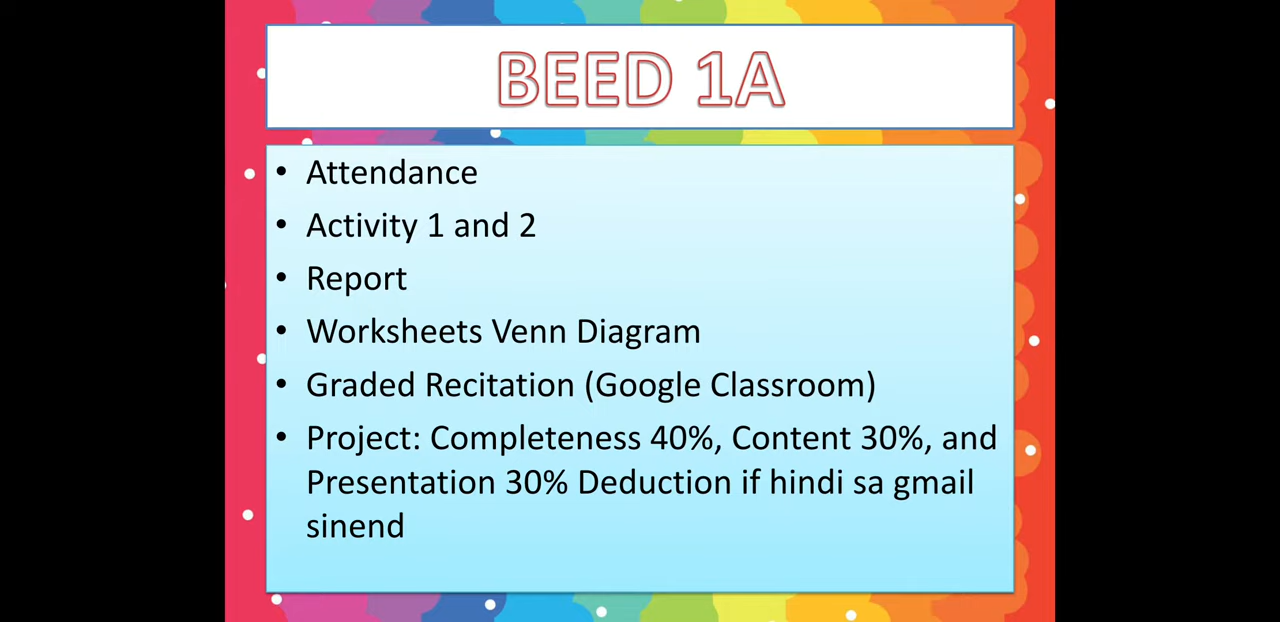 BEED 1A
• Attendance
• Activity 1 and 2
• Report
• Worksheets Venn Diagram
• Graded Recitation (Google Classroom)
• Project: Completeness 40%, Content 30%, and
Presentation 30% Deduction if hindi sa gmail
sinend